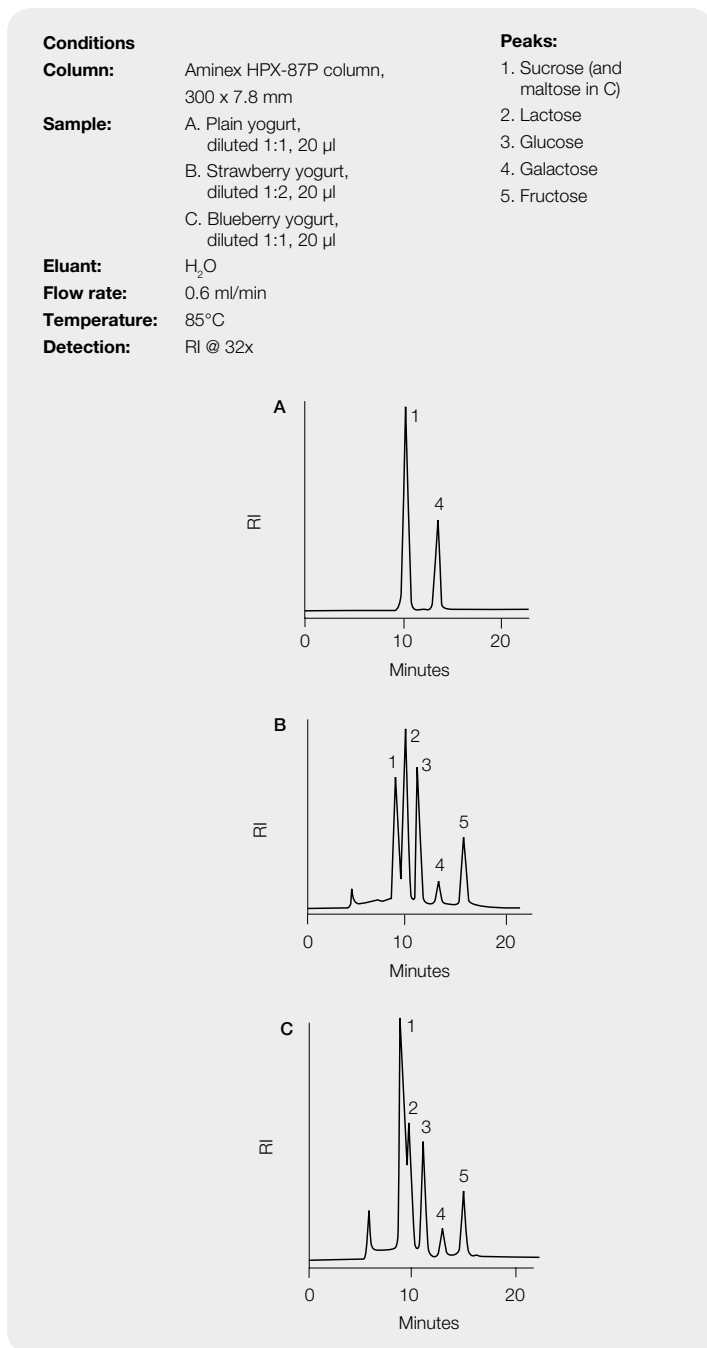 Conditions
Column: Aminex HPX-87P column,
300 x 7.8 mm
Sample: A. Plain yogurt,
diluted 1:1, 20 µl
B. Strawberry yogurt,
diluted 1:2, 20 µl
C. Blueberry yogurt,
diluted 1:1, 20 µl
Eluant: H₂O
Flow rate: 0.6 ml/min
Temperature: 85°C
Detection: RI @ 32x
Peaks:
1. Sucrose (and
maltose in C)
2. Lactose
3. Glucose
4. Galactose
5. Fructose
A
1
4
RI
0 10 20
Minutes
B
2
1 3
5
4
RI
0 10 20
Minutes
C
1
2
3
5
4
RI
0 10 20
Minutes